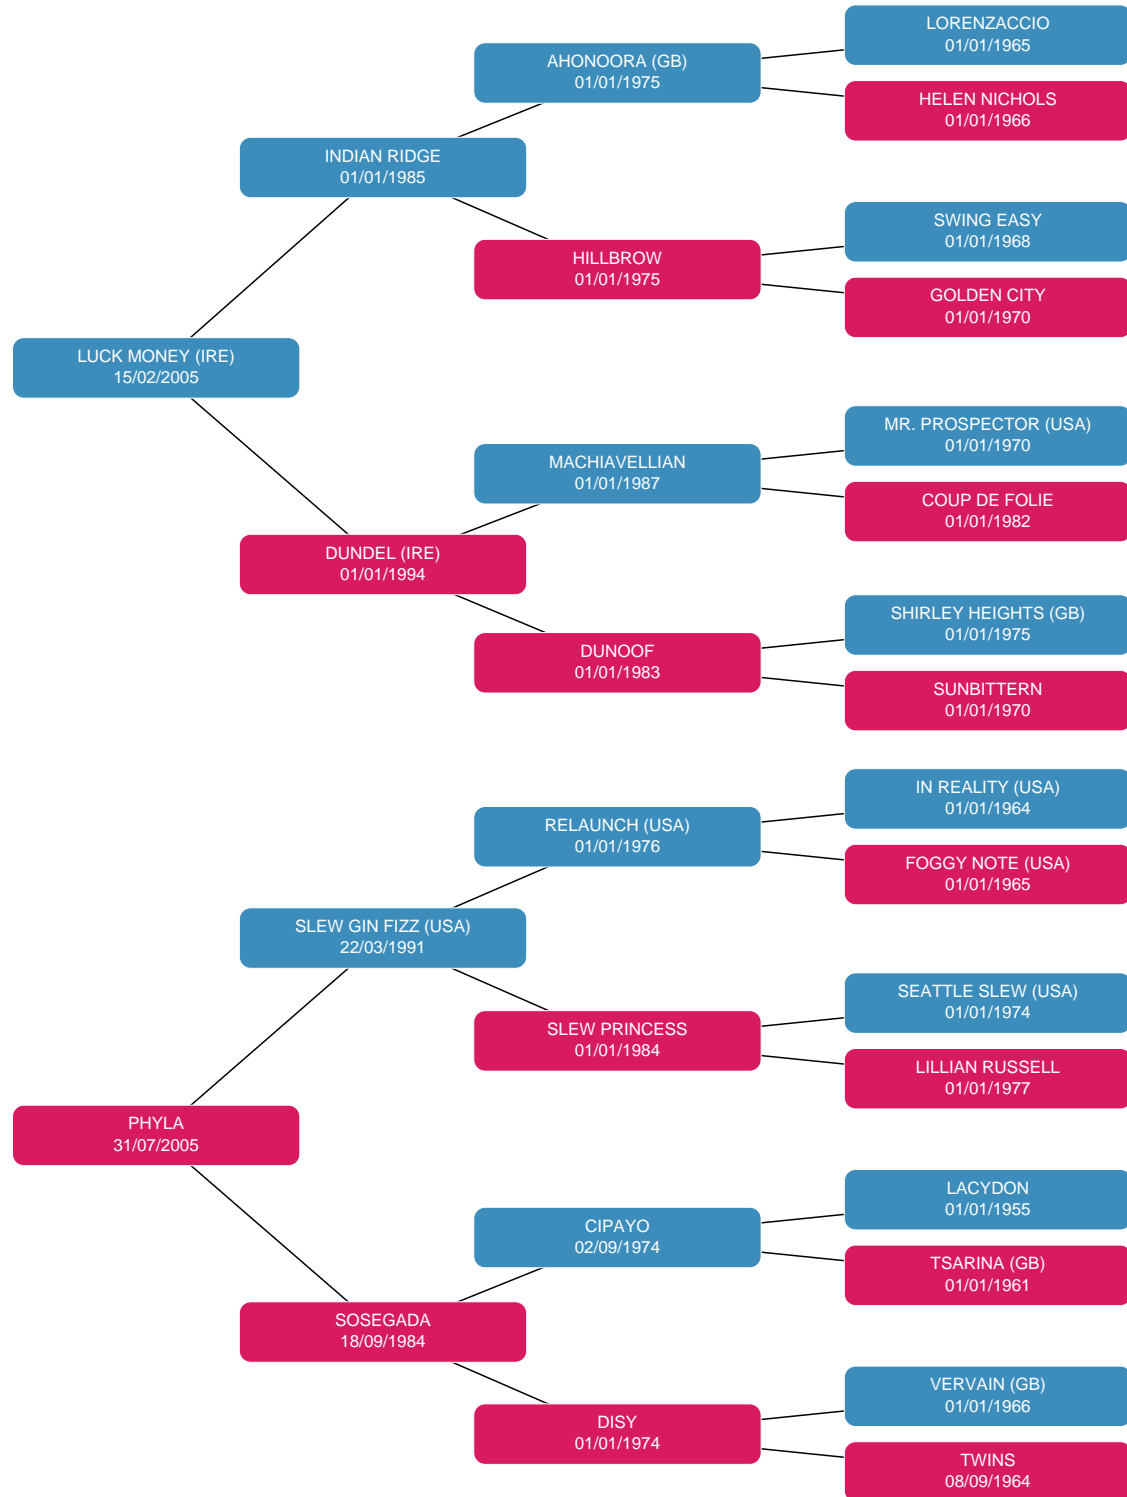 LORENZACCIO
01/01/1965
AHONOORA (GB)
01/01/1975
HELEN NICHOLS
01/01/1966
INDIAN RIDGE
01/01/1985
SWING EASY
01/01/1968
HILLBROW
01/01/1975
GOLDEN CITY
01/01/1970
LUCK MONEY (IRE)
15/02/2005
MR. PROSPECTOR (USA)
01/01/1970
MACHIAVELLIAN
01/01/1987
COUP DE FOLIE
01/01/1982
DUNDEL (IRE)
01/01/1994
SHIRLEY HEIGHTS (GB)
01/01/1975
DUNOOF
01/01/1983
SUNBITTERN
01/01/1970
IN REALITY (USA)
01/01/1964
RELAUNCH (USA)
01/01/1976
FOGGY NOTE (USA)
01/01/1965
SLEW GIN FIZZ (USA)
22/03/1991
SEATTLE SLEW (USA)
01/01/1974
SLEW PRINCESS
01/01/1984
LILLIAN RUSSELL
01/01/1977
PHYLA
31/07/2005
LACYDON
01/01/1955
CIPAYO
02/09/1974
TSARINA (GB)
01/01/1961
SOSEGADA
18/09/1984
VERVAIN (GB)
01/01/1966
DISY
01/01/1974
TWINS
08/09/1964